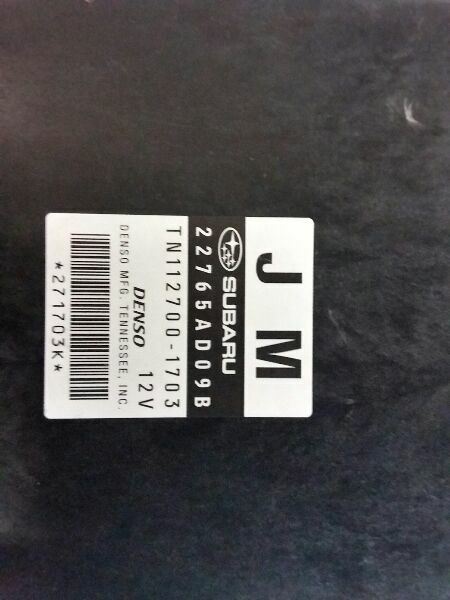 J M
SUBARU
22765AD09B
TN112700-1703
DENSO 12V
DENSO MFG. TENNESSEE, INC.
*271703K*